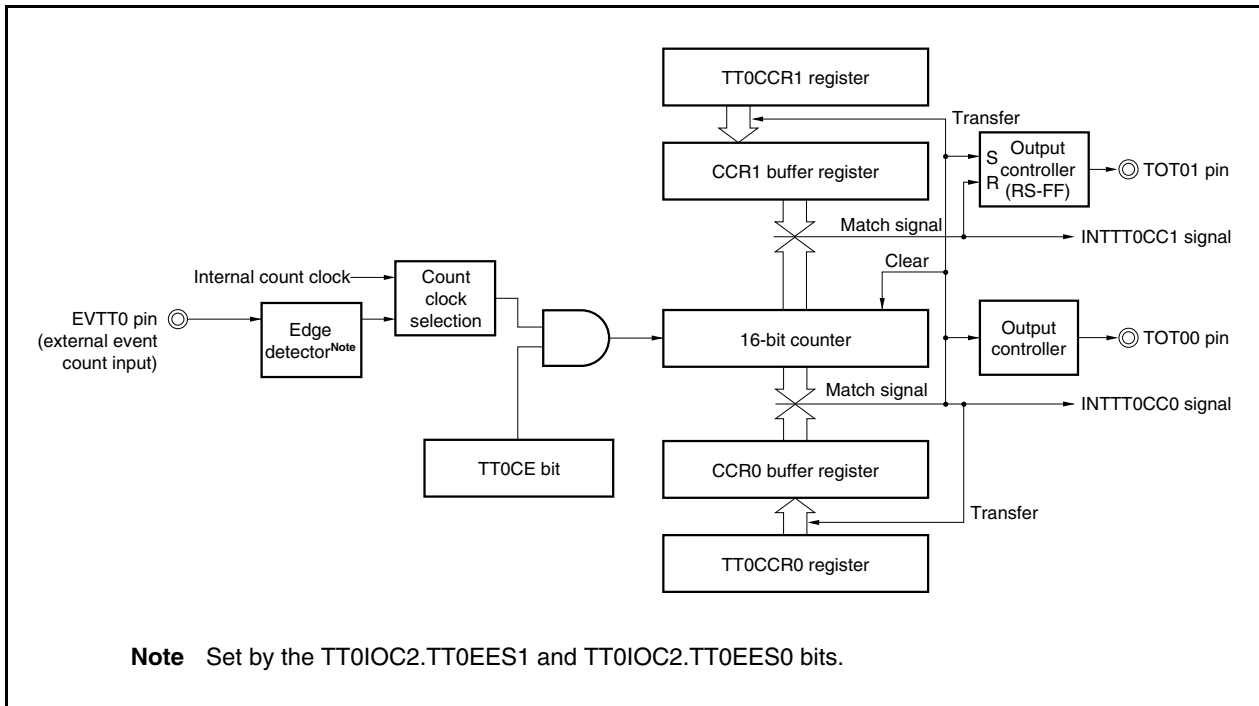 TT0CCR1 register
Transfer
CCR1 buffer register
S
R
Output
controller
(RS-FF)
TOT01 pin
Match signal
INTTT0CC1 signal
Clear
Internal count clock
Count
clock
selection
EVTT0 pin
(external event
count input)
Edge
detectorNote
16-bit counter
Output
controller
TOT00 pin
Match signal
INTTT0CC0 signal
TT0CE bit
CCR0 buffer register
Transfer
TT0CCR0 register
Note Set by the TT0IOC2.TT0EES1 and TT0IOC2.TT0EES0 bits.